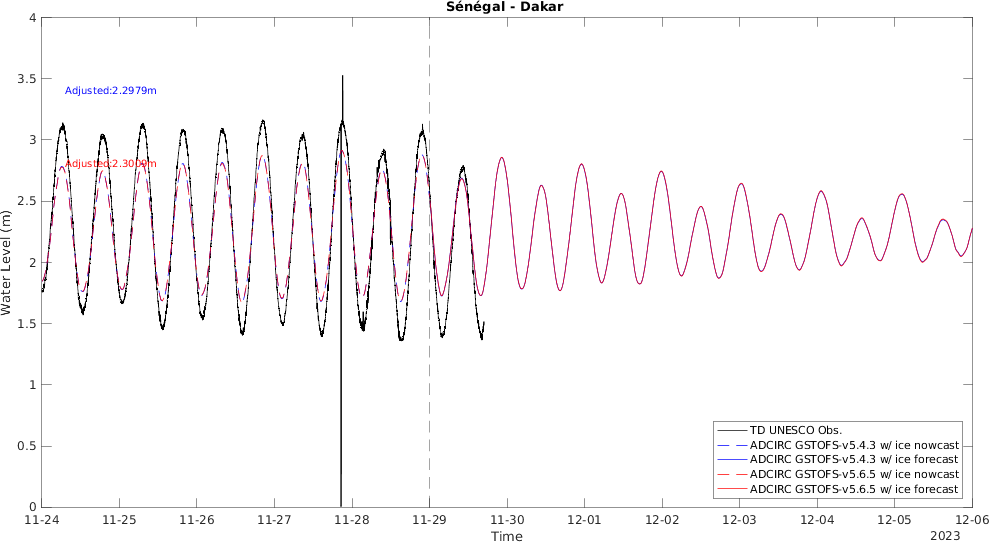 Sénégal - Dakar
4
3.5
3
2.5
2
1.5
1
0.5
0
Water Level (m)
Adjusted:2.2979m
Adjusted:2.3009m
TD UNESCO Obs.
ADCIRC GSTOFS-v5.4.3 w/ ice nowcast
ADCIRC GSTOFS-v5.4.3 w/ ice forecast
ADCIRC GSTOFS-v5.6.5 w/ ice nowcast
ADCIRC GSTOFS-v5.6.5 w/ ice forecast
11-24 11-25 11-26 11-27 11-28 11-29 11-30 12-01 12-02 12-03 12-04 12-05 12-06
Time
2023